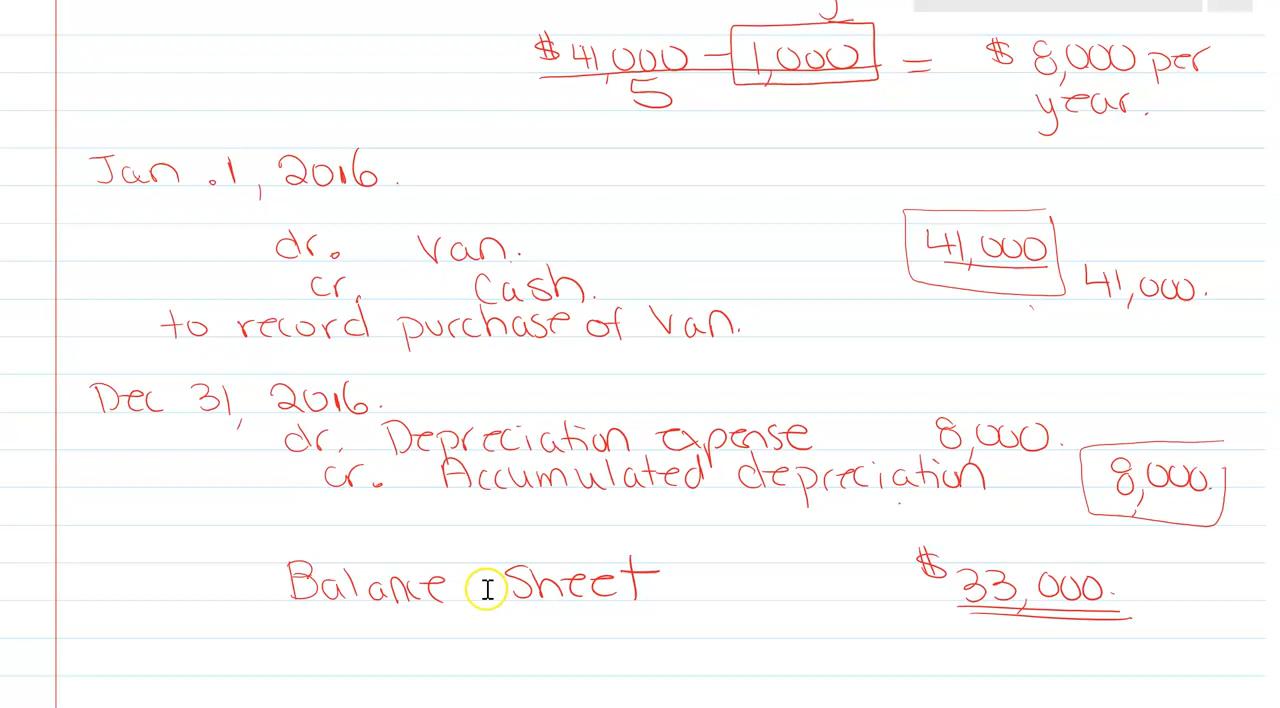 $41,000 - 1,000 = $8,000 per
5
year.
Jan. 1, 2016.
dr. Van. 41,000
cr. Cash. 41,000.
to record purchase of Van.
Dec 31, 2016.
dr. Depreciation expense 8,000.
cr. Accumulated depreciation 8,000.
Balance Sheet $33,000.